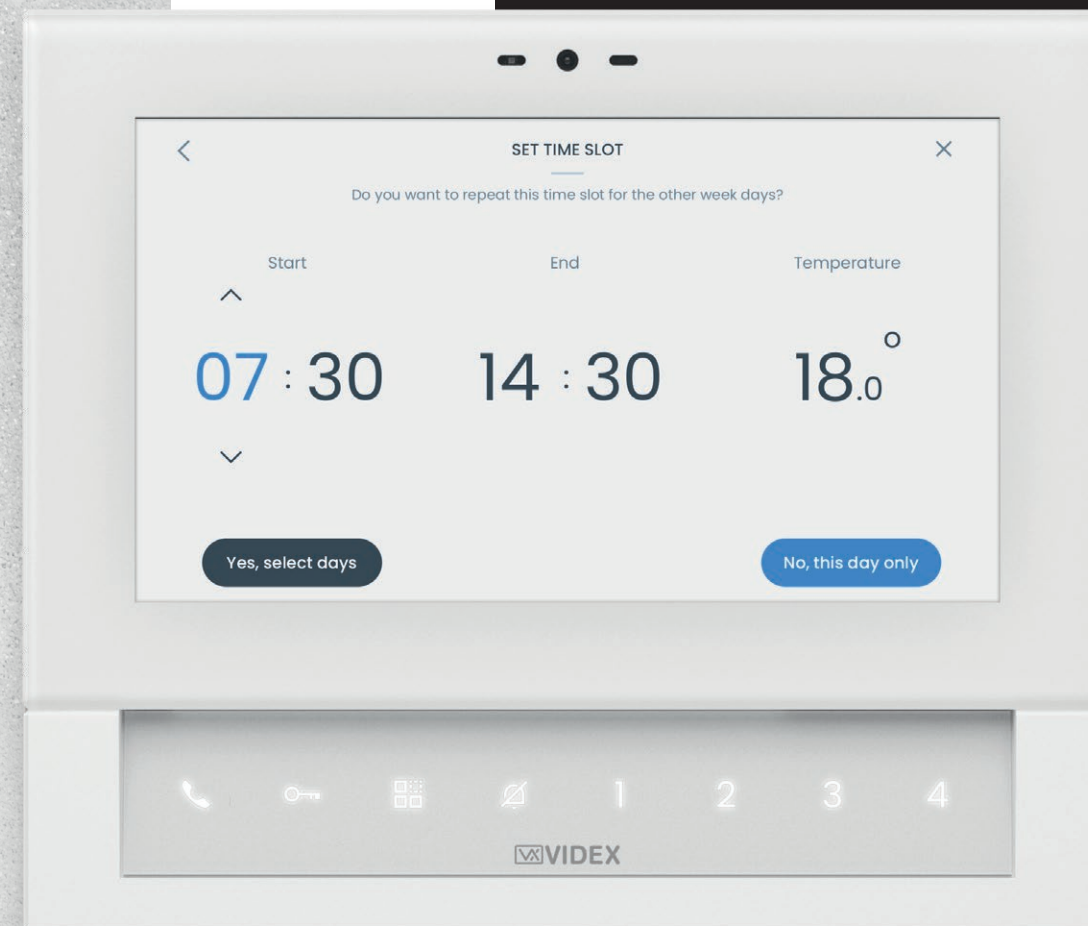 SET TIME SLOT
Do you want to repeat this time slot for the other week days?
Start End Temperature
07 : 30 14 : 30 18.0°
Yes, select days No, this day only
1 2 3 4
VIDEX